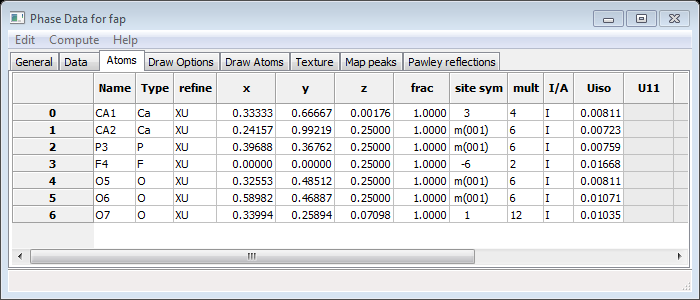 Phase Data for fap
Edit Compute Help
General Data Atoms Draw Options Draw Atoms Texture Map peaks Pawley reflections
Name Type refine x y z frac site sym mult I/A Uiso U11
0 CA1 Ca XU 0.33333 0.66667 0.00176 1.0000 3 4 I 0.00811
1 CA2 Ca XU 0.24157 0.99219 0.25000 1.0000 m(001) 6 I 0.00723
2 P3 P XU 0.39688 0.36762 0.25000 1.0000 m(001) 6 I 0.00759
3 F4 F XU 0.00000 0.00000 0.25000 1.0000 -6 2 I 0.01668
4 O5 O XU 0.32553 0.48512 0.25000 1.0000 m(001) 6 I 0.00811
5 O6 O XU 0.58982 0.46887 0.25000 1.0000 m(001) 6 I 0.01071
6 O7 O XU 0.33994 0.25894 0.07098 1.0000 1 12 I 0.01035